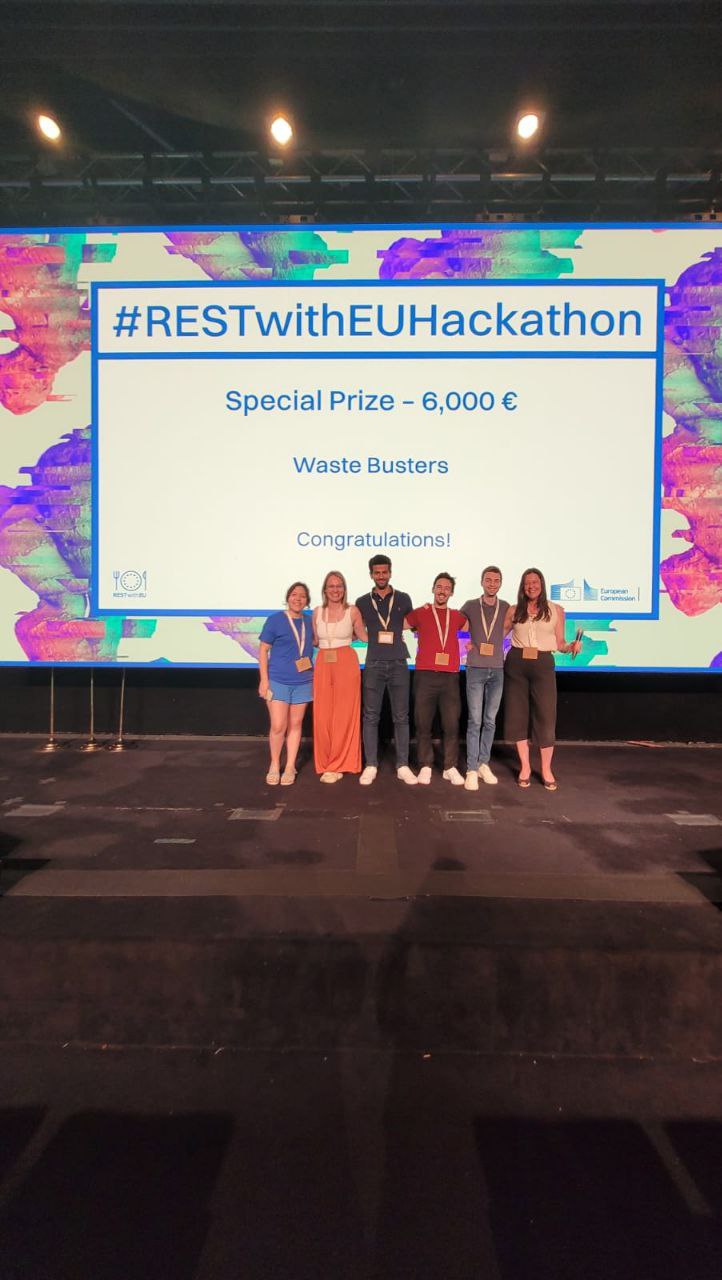 #RESTwithEUHackathon
Special Prize – 6,000 €
Waste Busters
Congratulations!
RESTwithEU
European
Commission